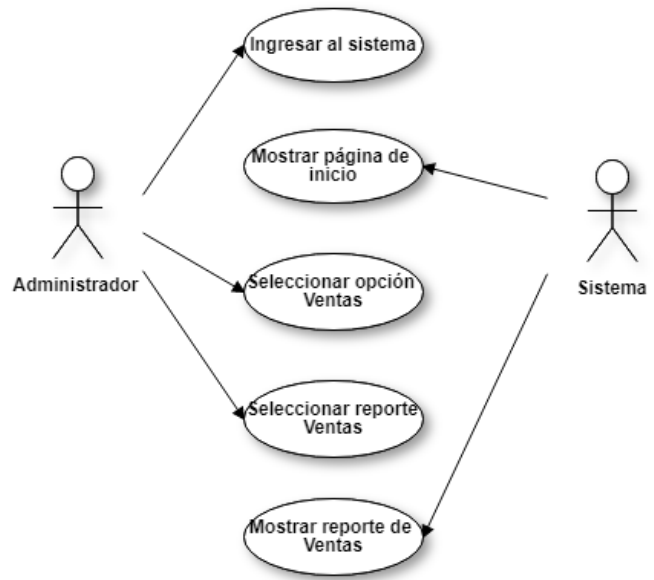 Ingresar al sistema
Mostrar página de
inicio
Administrador
Sistema
Seleccionar opción
Ventas
Seleccionar reporte
Ventas
Mostrar reporte de
Ventas